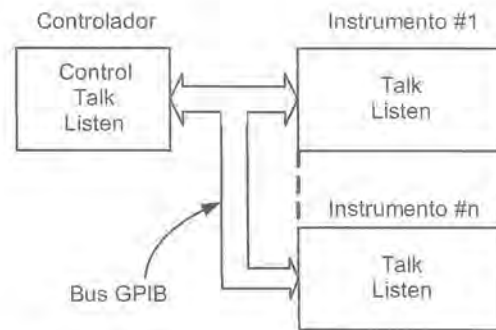 Controlador
Control
Talk
Listen
Instrumento #1
Talk
Listen
Instrumento #n
Talk
Listen
Bus GPIB